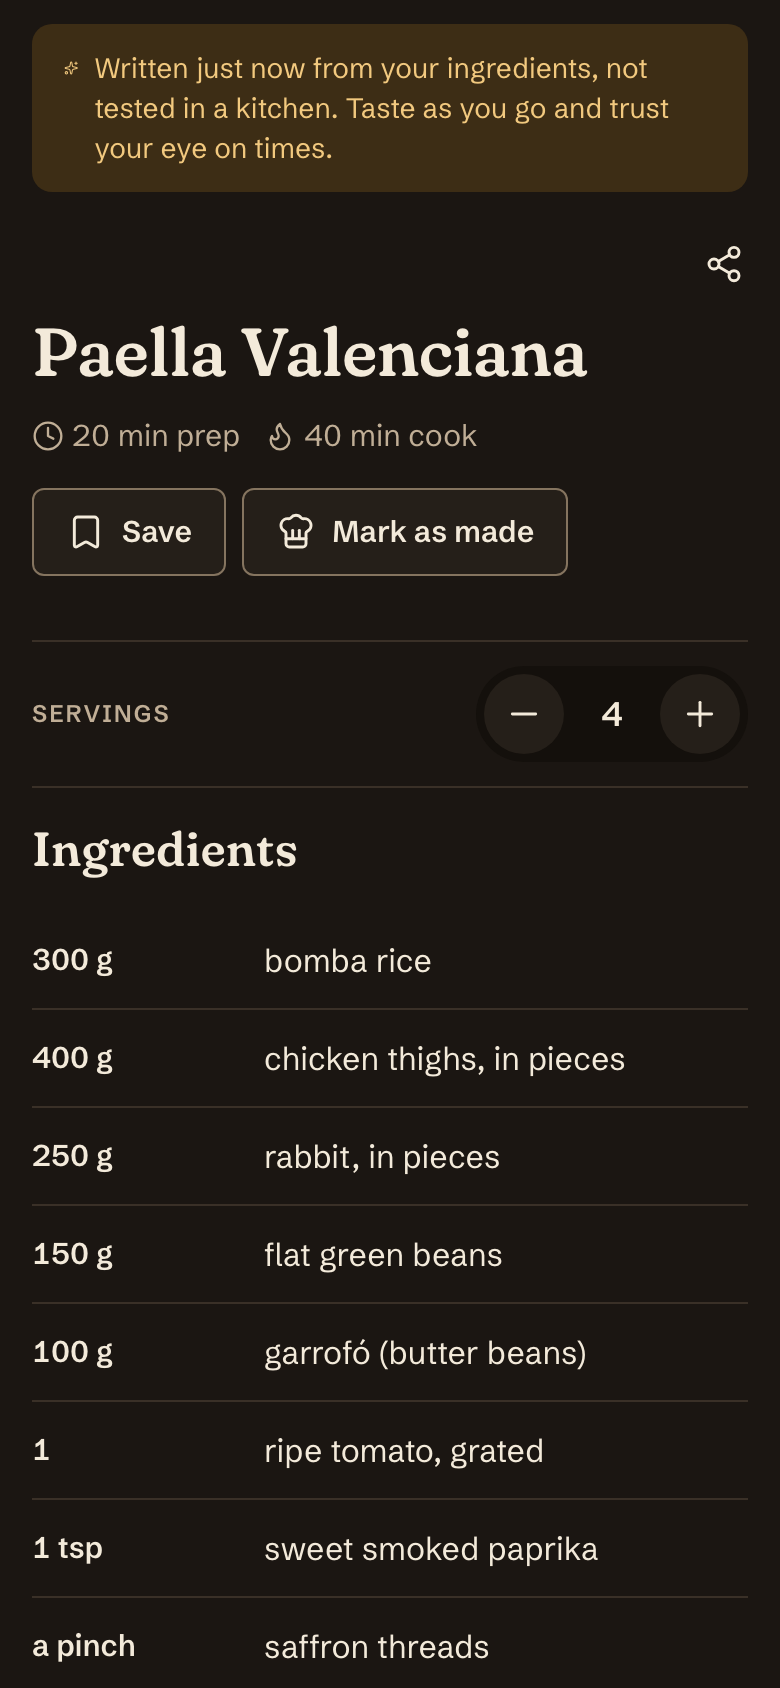 Written just now from your ingredients, not
tested in a kitchen. Taste as you go and trust
your eye on times.
Paella Valenciana
20 min prep 40 min cook
Save Mark as made
SERVINGS 4
Ingredients
300 g bomba rice
400 g chicken thighs, in pieces
250 g rabbit, in pieces
150 g flat green beans
100 g garrofó (butter beans)
1 ripe tomato, grated
1 tsp sweet smoked paprika
a pinch saffron threads